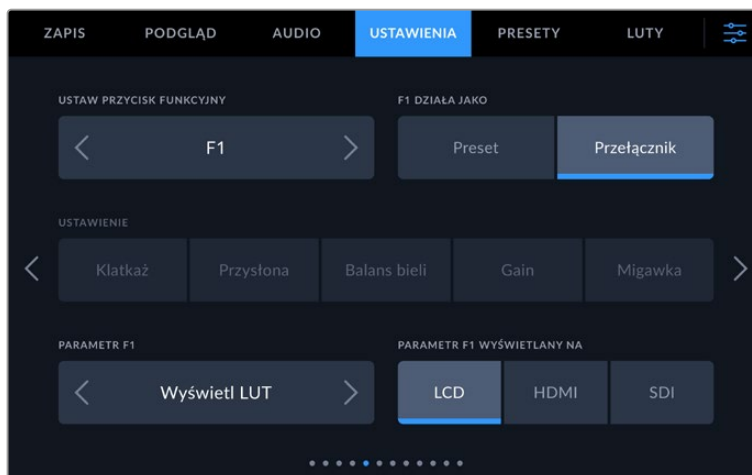 ZAPIS PODGLĄD AUDIO USTAWIENIA PRESETY LUTY
USTAW PRZYCISK FUNKCYJNY F1 DZIAŁA JAKO
F1 Preset Przełącznik
USTAWIENIE
Klatkaż Przysłona Balans bieli Gain Migawka
PARAMETR F1 PARAMETR F1 WYŚWIETLANY NA
Wyświetl LUT LCD HDMI SDI